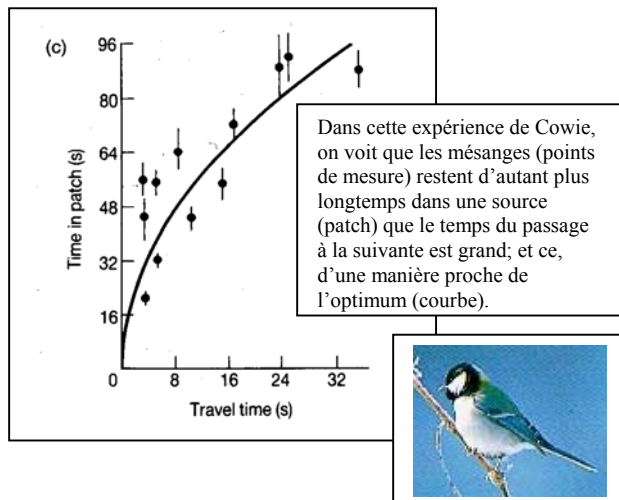 (c)
96
80
64
48
32
16
0
8
16
24
32
Time in patch (s)
Travel time (s)
Dans cette expérience de Cowie,
on voit que les mésanges (points
de mesure) restent d'autant plus
longtemps dans une source
(patch) que le temps du passage
à la suivante est grand; et ce,
d'une manière proche de
l'optimum (courbe).